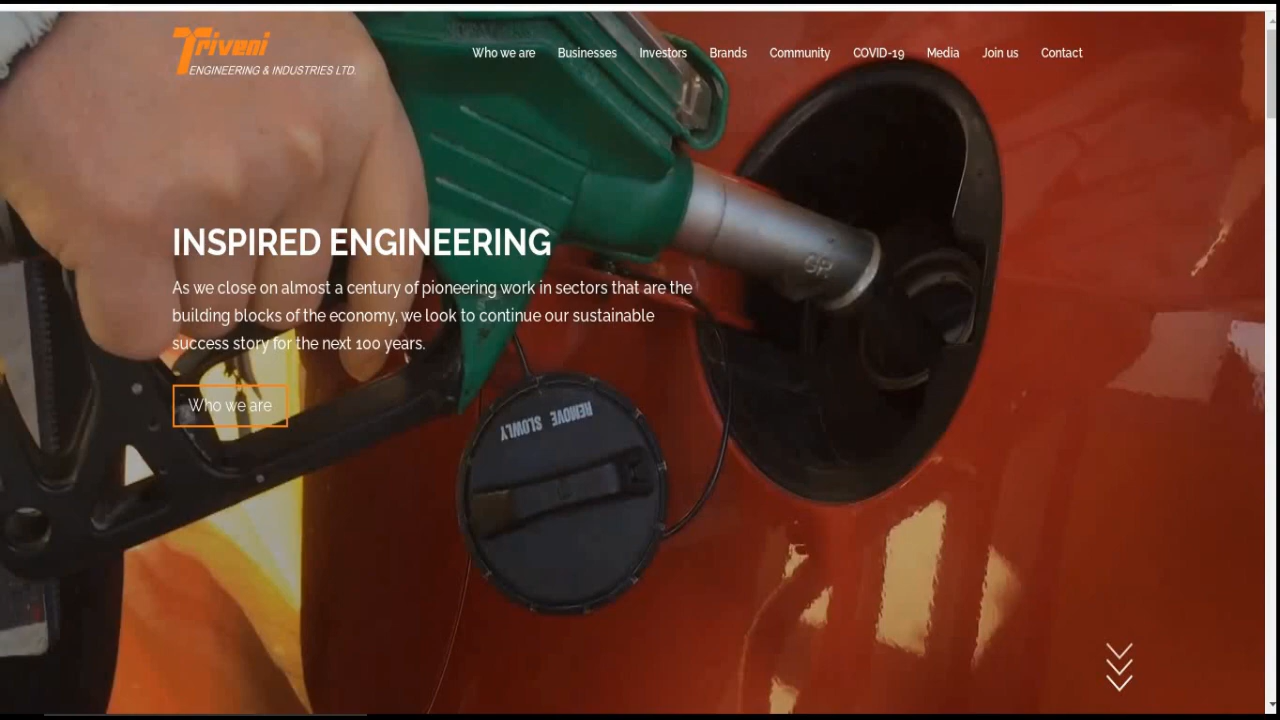 Triveni
ENGINEERING & INDUSTRIES LTD.
Who we are Businesses Investors Brands Community COVID-19 Media Join us Contact
INSPIRED ENGINEERING
As we close on almost a century of pioneering work in sectors that are the
building blocks of the economy, we look to continue our sustainable
success story for the next 100 years.
Who we are
REMOVE SLOWLY
GR